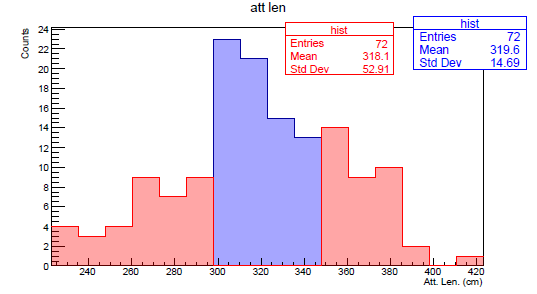 att len
Counts
24
22
20
18
16
14
12
10
8
6
4
2
0
hist
Entries 72
Mean 318.1
Std Dev 52.91
hist
Entries 72
Mean 319.6
Std Dev 14.69
240 260 280 300 320 340 360 380 400 420
Att. Len. (cm)